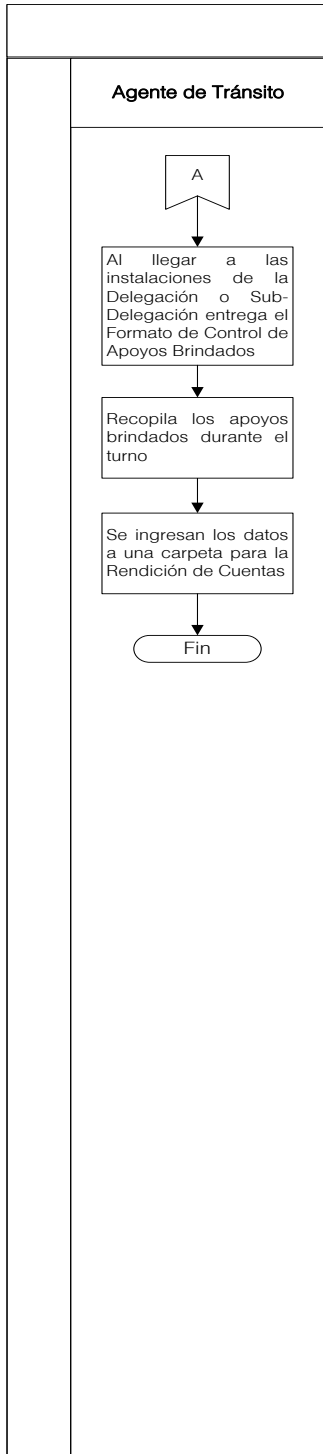 Agente de Tránsito
A
Al llegar a las
instalaciones de la
Delegación o Sub-
Delegación entrega el
Formato de Control de
Apoyos Brindados
Recopila los apoyos
brindados durante el
turno
Se ingresan los datos
a una carpeta para la
Rendición de Cuentas
Fin